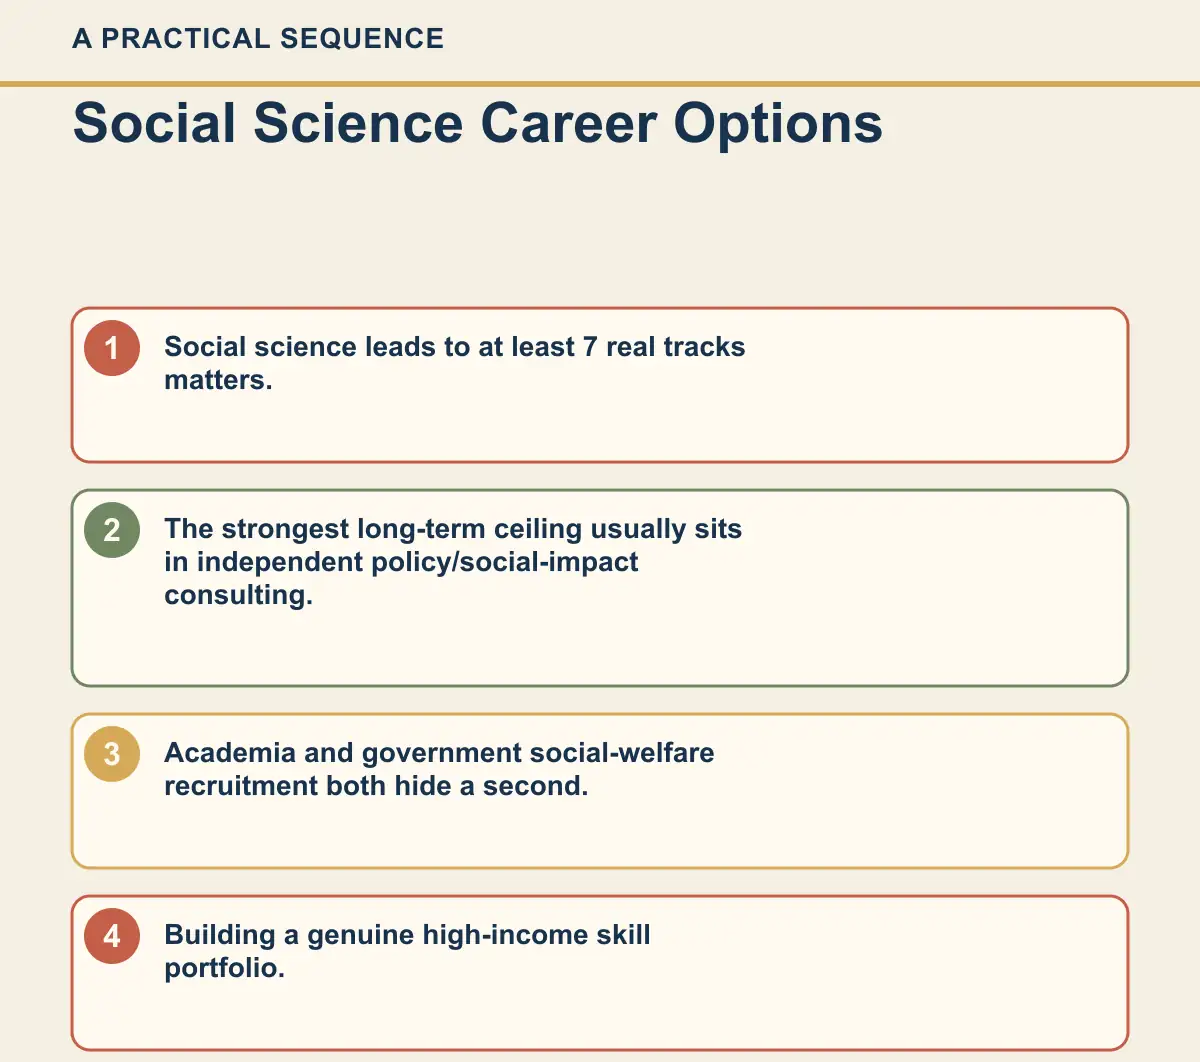 A PRACTICAL SEQUENCE
Social Science Career Options
1
Social science leads to at least 7 real tracks
matters.
2
The strongest long-term ceiling usually sits
in independent policy/social-impact
consulting.
3
Academia and government social-welfare
recruitment both hide a second.
4
Building a genuine high-income skill
portfolio.